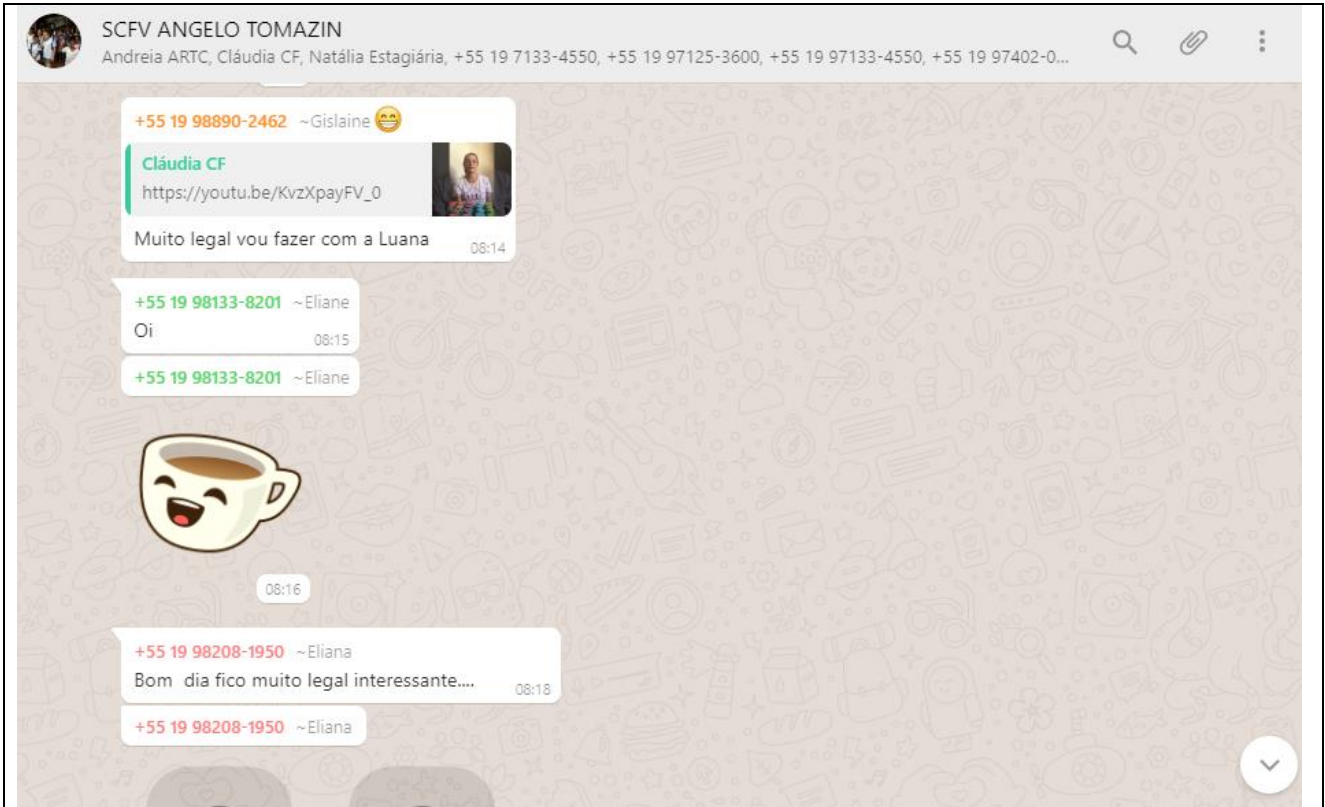 SCFV ANGELO TOMAZIN
Andreia ARTC, Cláudia CF, Natália Estagiária, +55 19 7133-4550, +55 19 97125-3600, +55 19 97133-4550, +55 19 97402-0...
+55 19 98890-2462 ~Gislaine 😁
Cláudia CF
https://youtu.be/KvzXpayFV_0
Muito legal vou fazer com a Luana 08:14
+55 19 98133-8201 ~Eliane
Oi 08:15
+55 19 98133-8201 ~Eliane
08:16
+55 19 98208-1950 ~Eliana
Bom dia fico muito legal interessante.... 08:18
+55 19 98208-1950 ~Eliana